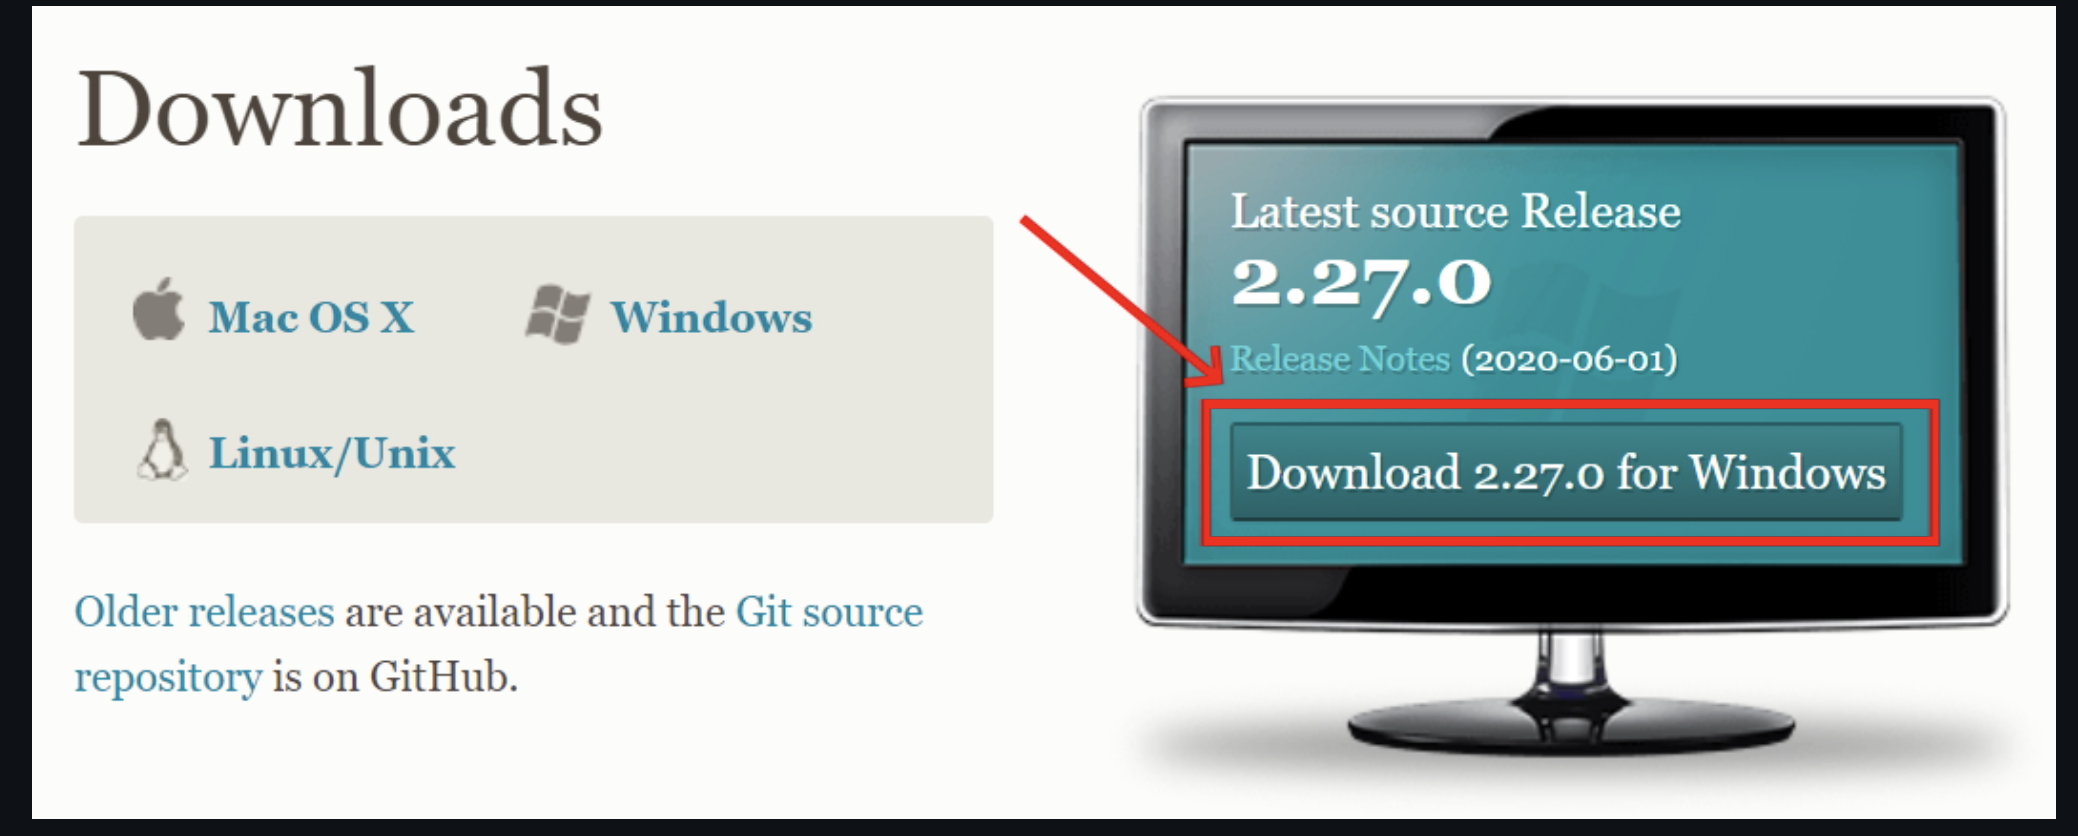 Downloads
Mac OS X
Windows
Linux/Unix
Older releases are available and the Git source
repository is on GitHub.
Latest source Release
2.27.0
Release Notes (2020-06-01)
Download 2.27.0 for Windows